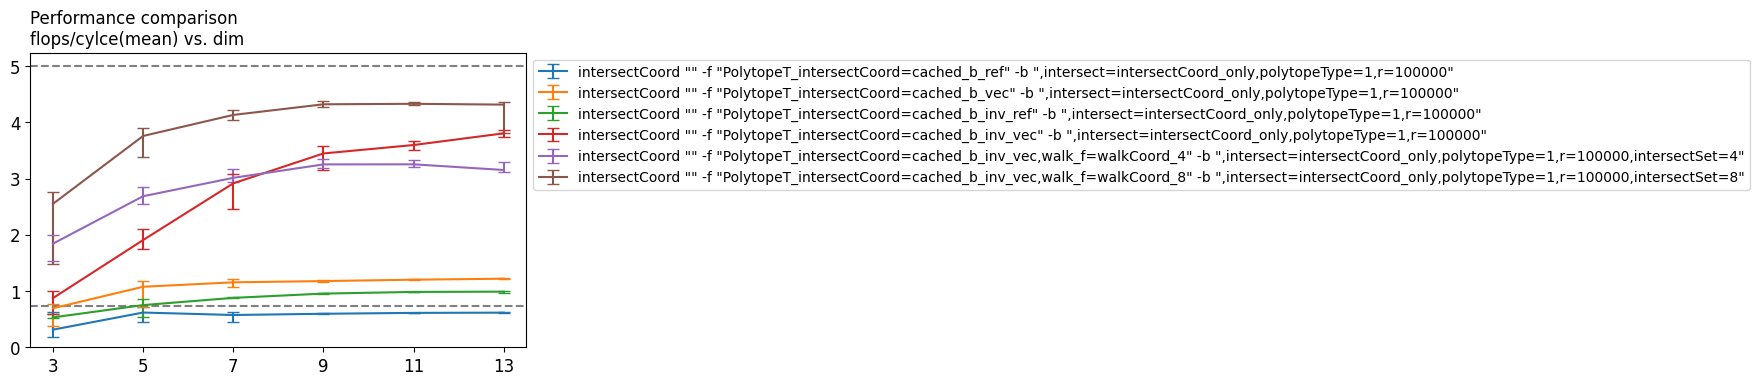 Performance comparison
flops/cylce(mean) vs. dim
5
4
3
2
1
0
3 5 7 9 11 13
intersectCoord "" -f "PolytopeT_intersectCoord=cached_b_ref" -b ",intersect=intersectCoord_only,polytopeType=1,r=100000"
intersectCoord "" -f "PolytopeT_intersectCoord=cached_b_vec" -b ",intersect=intersectCoord_only,polytopeType=1,r=100000"
intersectCoord "" -f "PolytopeT_intersectCoord=cached_b_inv_ref" -b ",intersect=intersectCoord_only,polytopeType=1,r=100000"
intersectCoord "" -f "PolytopeT_intersectCoord=cached_b_inv_vec" -b ",intersect=intersectCoord_only,polytopeType=1,r=100000"
intersectCoord "" -f "PolytopeT_intersectCoord=cached_b_inv_vec,walk_f=walkCoord_4" -b ",intersect=intersectCoord_only,polytopeType=1,r=100000,intersectSet=4"
intersectCoord "" -f "PolytopeT_intersectCoord=cached_b_inv_vec,walk_f=walkCoord_8" -b ",intersect=intersectCoord_only,polytopeType=1,r=100000,intersectSet=8"